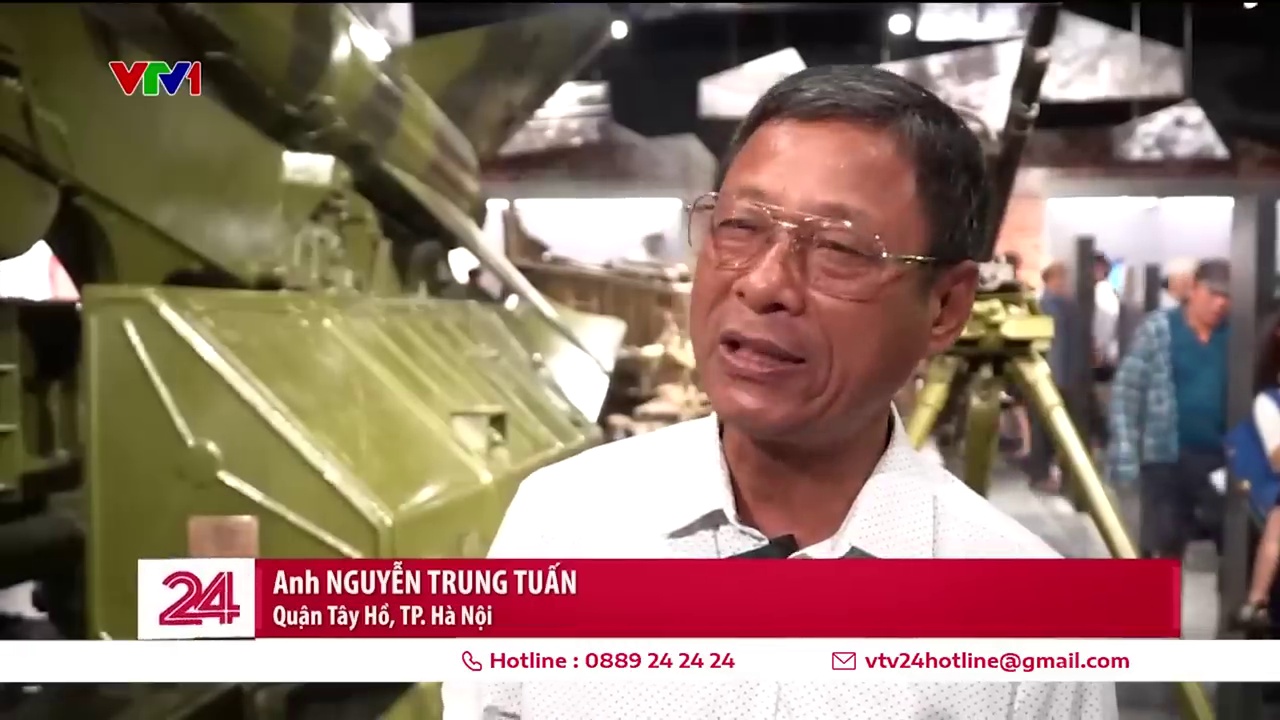 VTV1
24
Anh NGUYỄN TRUNG TUẤN
Quận Tây Hồ, TP. Hà Nội
Hotline : 0889 24 24 24
vtv24hotline@gmail.com